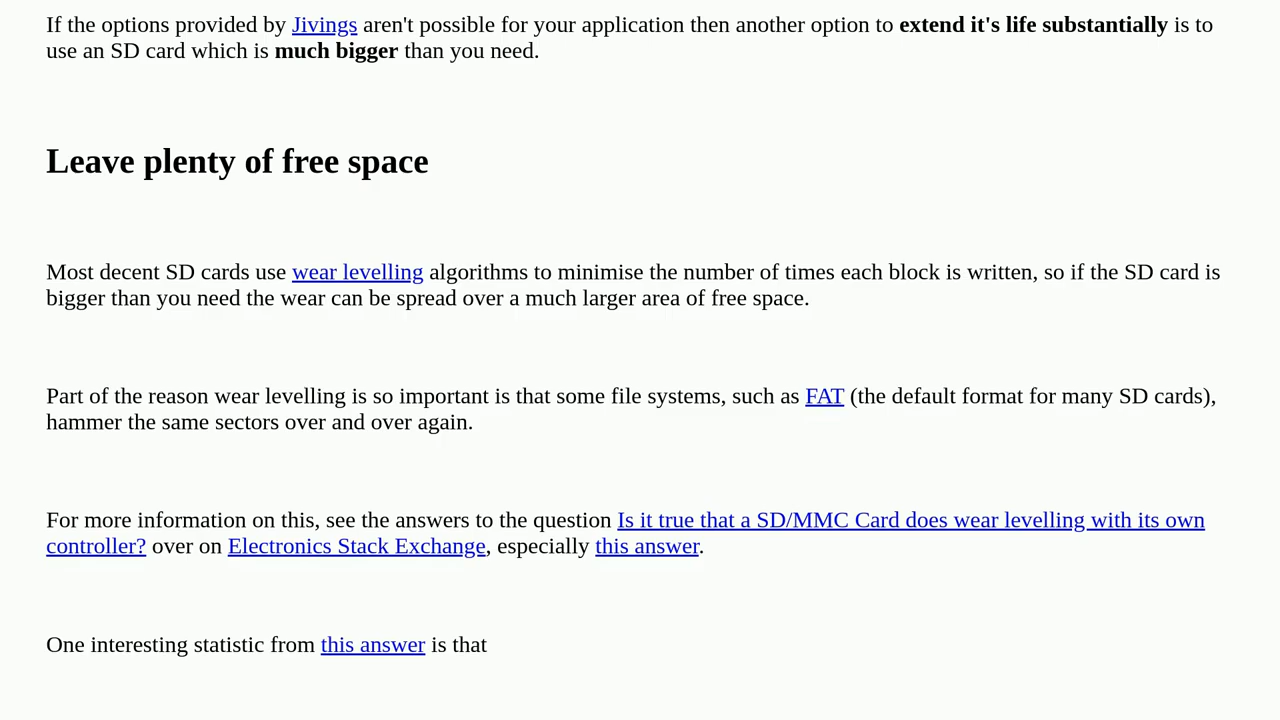 If the options provided by Jivings aren't possible for your application then another option to extend it's life substantially is to
use an SD card which is much bigger than you need.
Leave plenty of free space
Most decent SD cards use wear levelling algorithms to minimise the number of times each block is written, so if the SD card is
bigger than you need the wear can be spread over a much larger area of free space.
Part of the reason wear levelling is so important is that some file systems, such as FAT (the default format for many SD cards),
hammer the same sectors over and over again.
For more information on this, see the answers to the question Is it true that a SD/MMC Card does wear levelling with its own
controller? over on Electronics Stack Exchange, especially this answer.
One interesting statistic from this answer is that